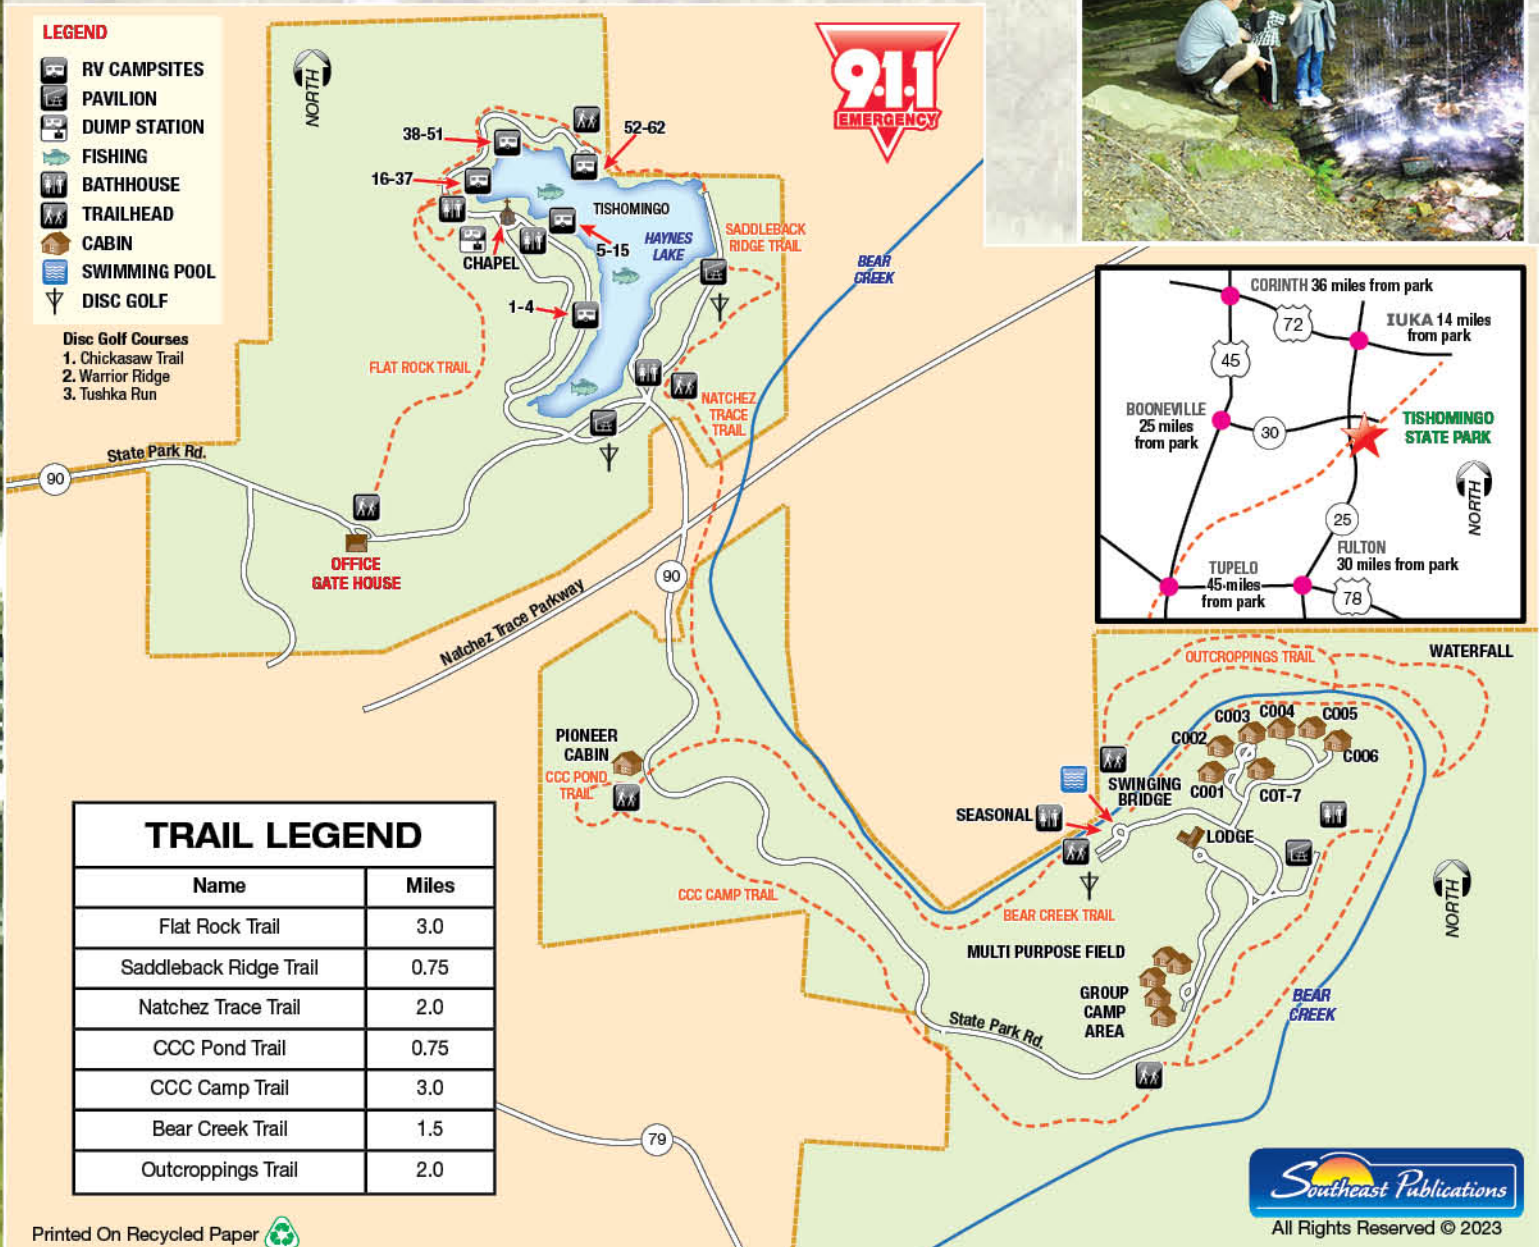 LEGEND
RV CAMPSITES
PAVILION
DUMP STATION
FISHING
BATHHOUSE
TRAILHEAD
CABIN
SWIMMING POOL
DISC GOLF
Disc Golf Courses
1. Chickasaw Trail
2. Warrior Ridge
3. Tushka Run
NORTH
9-1-1
EMERGENCY
38-51
52-62
16-37
TISHOMINGO
HAYNES
LAKE
5-15
CHAPEL
1-4
SADDLEBACK
RIDGE TRAIL
BEAR
CREEK
FLAT ROCK TRAIL
NATCHEZ
TRACE
TRAIL
State Park Rd.
90
OFFICE
GATE HOUSE
90
Natchez Trace Parkway
CORINTH 36 miles from park
72
IUKA 14 miles
from park
45
BOONEVILLE
25 miles
from park
30
TISHOMINGO
STATE PARK
NORTH
25
FULTON
30 miles from park
TUPELO
45-miles
from park
78
OUTCROPPINGS TRAIL
WATERFALL
PIONEER
CABIN
CCC POND
TRAIL
C003
C004
C005
C002
C006
SWINGING
BRIDGE
C001
COT-7
SEASONAL
LODGE
CCC CAMP TRAIL
BEAR CREEK TRAIL
NORTH
MULTI PURPOSE FIELD
GROUP
CAMP
AREA
BEAR
CREEK
State Park Rd.
TRAIL LEGEND
Name Miles
Flat Rock Trail 3.0
Saddleback Ridge Trail 0.75
Natchez Trace Trail 2.0
CCC Pond Trail 0.75
CCC Camp Trail 3.0
Bear Creek Trail 1.5
Outcroppings Trail 2.0
79
Printed On Recycled Paper
Southeast Publications
All Rights Reserved © 2023